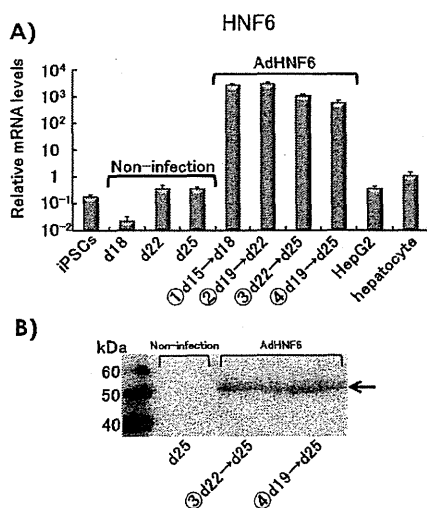 HNF6
A)
AdHNF6
Relative mRNA levels
10⁴
10³
10²
10
1
10⁻¹
10⁻²
Non-infection
iPSCs
d18
d22
d25
①d15→d18
②d19→d22
③d22→d25
④d19→d25
HepG2
hepatocyte
B)
kDa
Non-infection
AdHNF6
60
50
40
d25
③d22→d25
④d19→d25